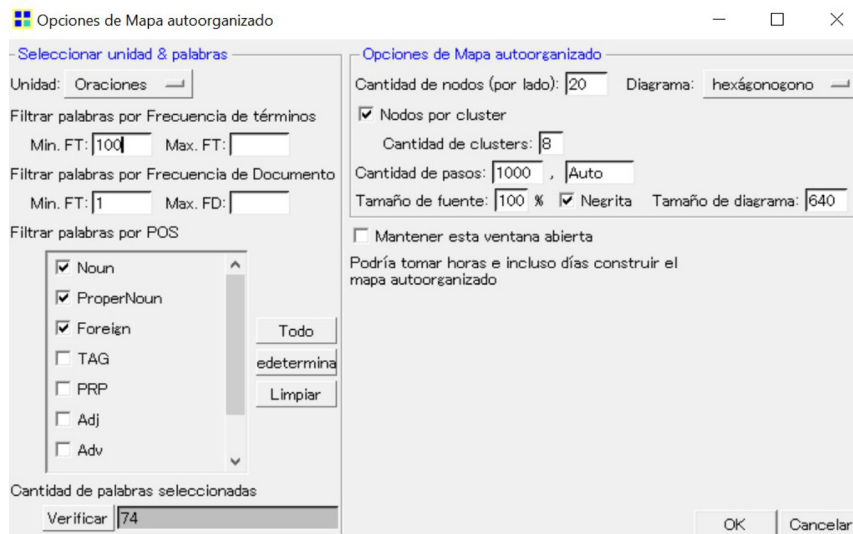 Opciones de Mapa autoorganizado
Seleccionar unidad & palabras
Unidad: Oraciones
Filtrar palabras por Frecuencia de términos
Min. FT: 100 Max. FT:
Filtrar palabras por Frecuencia de Documento
Min. FT: 1 Max. FD:
Filtrar palabras por POS
Noun
ProperNoun
Foreign
TAG
PRP
Adj
Adv
Todo
edetermina
Limpiar
Cantidad de palabras seleccionadas
Verificar 74
Opciones de Mapa autoorganizado
Cantidad de nodos (por lado): 20 Diagrama: hexágonogono
Nodos por cluster
Cantidad de clusters: 8
Cantidad de pasos: 1000 , Auto
Tamaño de fuente: 100 % Negrita Tamaño de diagrama: 640
Mantener esta ventana abierta
Podría tomar horas e incluso días construir el
mapa autoorganizado
OK Cancelar